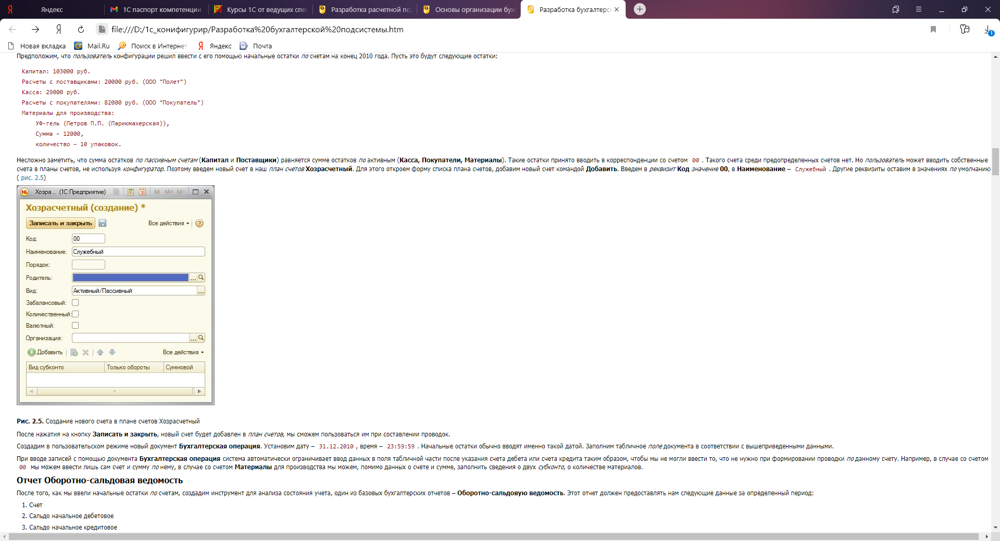 Яндекс
1С паспорт компетенции
Курсы 1С от ведущих спе
Разработка расчетной по
Основы организации бух
Разработка бухгалтерс
file:///D:/1с_конифигурир/Разработка%20бухгалтерской%20подсистемы.htm
1
Новая вкладка
Mail.Ru
Поиск в Интернет
Яндекс
Почта
Предположим, что пользователь конфигурации решил ввести с его помощью начальные остатки по счетам на конец 2010 года. Пусть это будут следующие остатки:
Капитал: 103000 руб.
Расчеты с поставщиками: 20000 руб. (ООО "Полет")
Касса: 29000 руб.
Расчеты с покупателями: 82000 руб. (ООО "Покупатель")
Материалы для производства:
УФ-гель (Петров П.П. (Парикмахерская)),
Сумма – 12000,
количество – 10 упаковок.
Несложно заметить, что сумма остатков по пассивным счетам (Капитал и Поставщики) равняется сумме остатков по активным (Касса, Покупатели, Материалы). Такие остатки принято вводить в корреспонденции со счетом 00 . Такого счета среди предопределенных счетов нет. Но пользователь может вводить собственные
счета в планы счетов, не используя конфигуратор. Поэтому введем новый счет в наш план счетов Хозрасчетный. Для этого откроем форму списка плана счетов, добавим новый счет командой Добавить. Введем в реквизит Код значение 00, в Наименование – Служебный . Другие реквизиты оставим в значениях по умолчанию
( рис. 2.5)
Хозра... (1С:Предприятие)
31
M M+ M-
Хозрасчетный (создание) *
Записать и закрыть
Все действия
?
Код:
00
Наименование:
Служебный
Порядок:
Родитель:
...
Вид:
Активный/Пассивный
...
Забалансовый:
Количественный:
Валютный:
Организация:
...
Добавить
Все действия
Вид субконто
Только обороты
Суммовой
Рис. 2.5. Создание нового счета в плане счетов Хозрасчетный
После нажатия на кнопку Записать и закрыть, новый счет будет добавлен в план счетов, мы сможем пользоваться им при составлении проводок.
Создадим в пользовательском режиме новый документ Бухгалтерская операция. Установим дату – 31.12.2010 , время – 23:59:59 . Начальные остатки обычно вводят именно такой датой. Заполним табличное поле документа в соответствии с вышеприведенными данными.
При вводе записей с помощью документа Бухгалтерская операция система автоматически ограничивает ввод данных в поля табличной части после указания счета дебета или счета кредита таким образом, чтобы мы не могли ввести то, что не нужно при формировании проводки по данному счету. Например, в случае со счетом
00 мы можем ввести лишь сам счет и сумму по нему, в случае со счетом Материалы для производства мы можем, помимо данных о счете и сумме, заполнить сведения о двух субконто, о количестве материалов.
Отчет Оборотно-сальдовая ведомость
После того, как мы ввели начальные остатки по счетам, создадим инструмент для анализа состояния учета, один из базовых бухгалтерских отчетов – Оборотно-сальдовую ведомость. Этот отчет должен предоставлять нам следующие данные за определенный период:
1. Счет
2. Сальдо начальное дебетовое
3. Сальдо начальное кредитовое